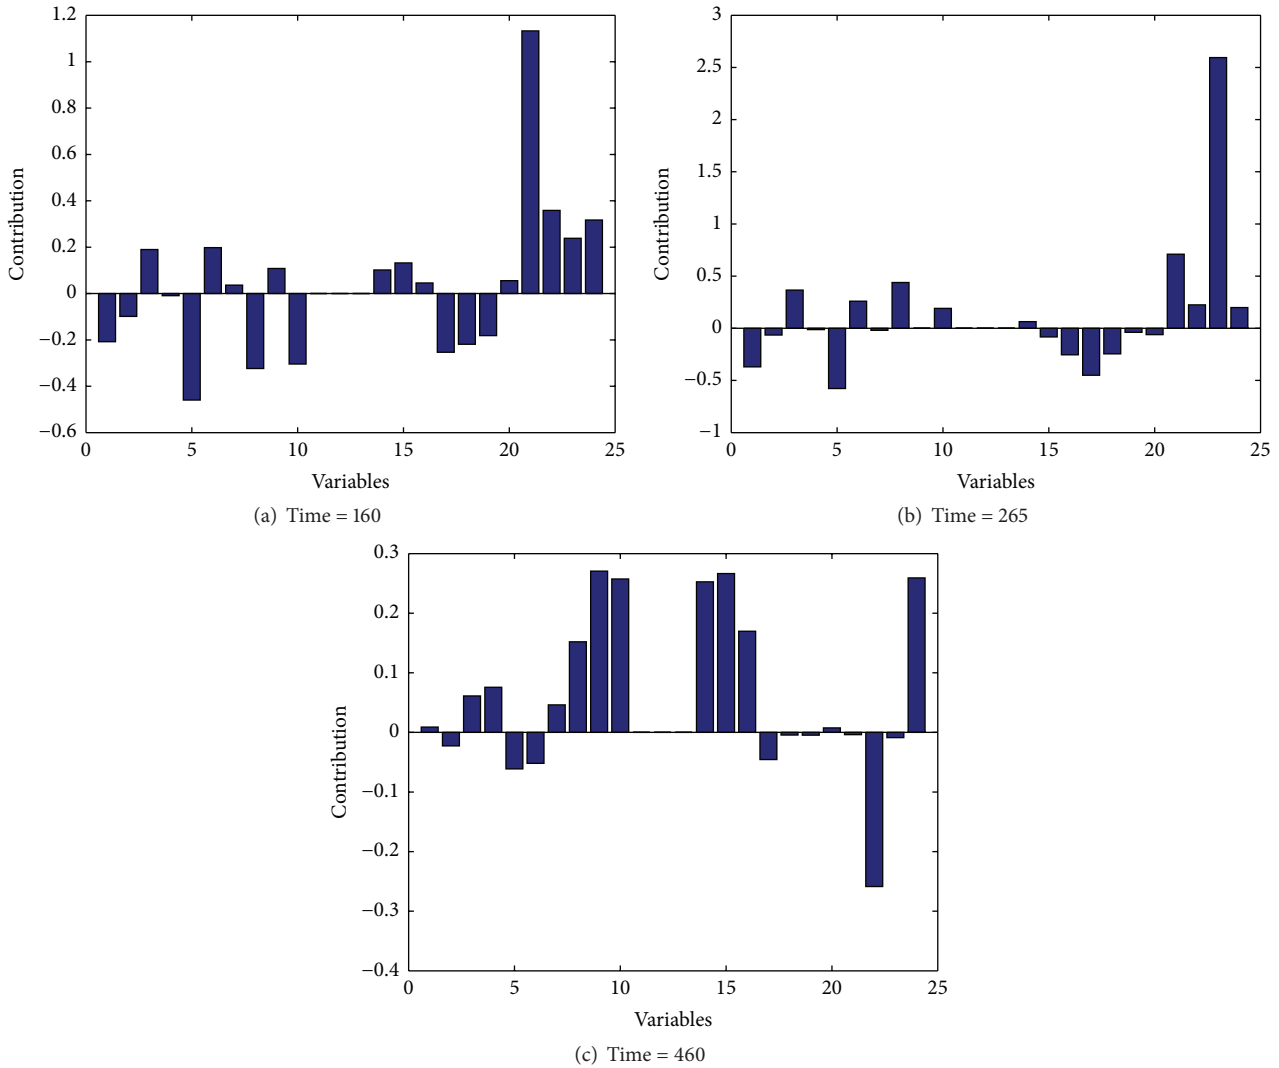 1.2
1
0.8
0.6
0.4
0.2
0
−0.2
−0.4
−0.6
Contribution
0 5 10 15 20 25
Variables
(a) Time = 160
3
2.5
2
1.5
1
0.5
0
−0.5
−1
Contribution
0 5 10 15 20 25
Variables
(b) Time = 265
0.3
0.2
0.1
0
−0.1
−0.2
−0.3
−0.4
Contribution
0 5 10 15 20 25
Variables
(c) Time = 460